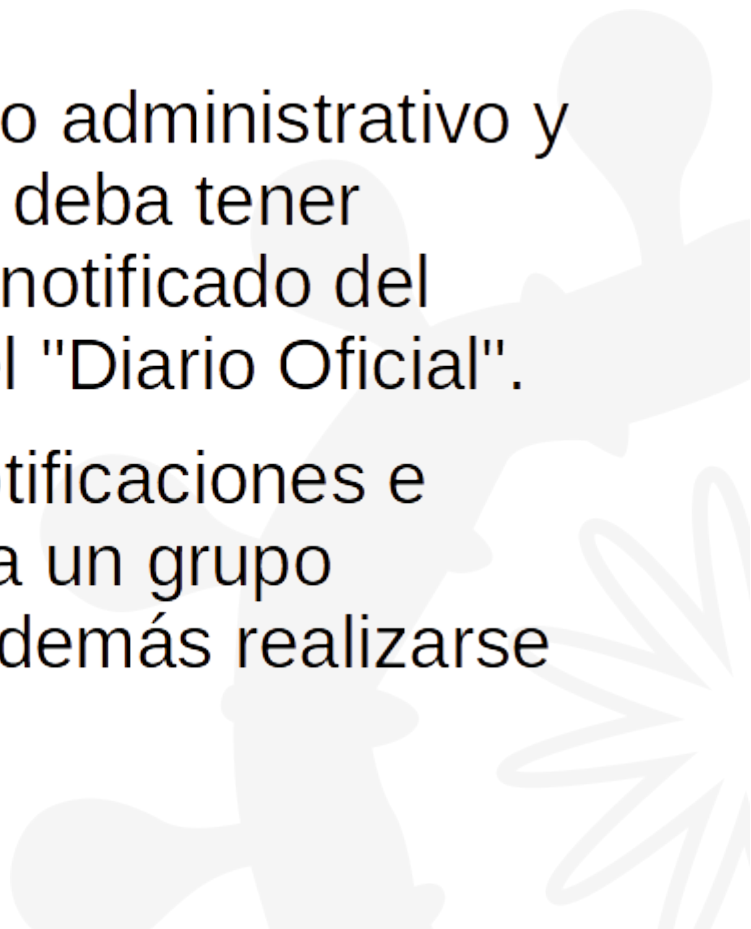 o administrativo y
deba tener
notificado del
l "Diario Oficial".
tificaciones e
a un grupo
demás realizarse